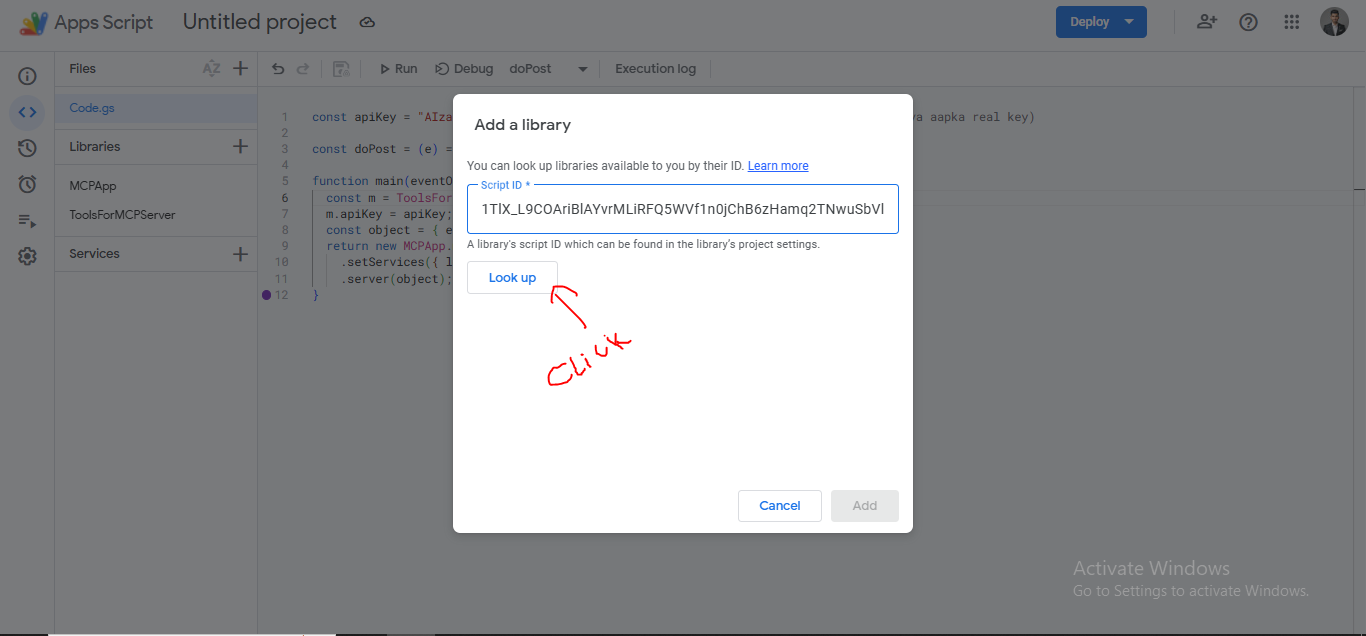 Apps Script Untitled project Deploy
Files AZ Run Debug doPost Execution log
Code.gs
Libraries
MCPApp
ToolsForMCPServer
Services
1 const apiKey = "AIza
ya aapka real key)
2
3 const doPost = (e) =
4
5 function main(eventO
6 const m = ToolsFor
7 m.apiKey = apiKey;
8 const object = { e
9 return new MCPApp.
10 .setServices({ l
11 .server(object);
12 }
Add a library
You can look up libraries available to you by their ID. Learn more
Script ID *
1TlX_L9COAriBlAYvrMLiRFQ5WVf1n0jChB6zHamq2TNwuSbVl
A library's script ID which can be found in the library's project settings.
Look up
Click
Cancel Add
Activate Windows
Go to Settings to activate Windows.